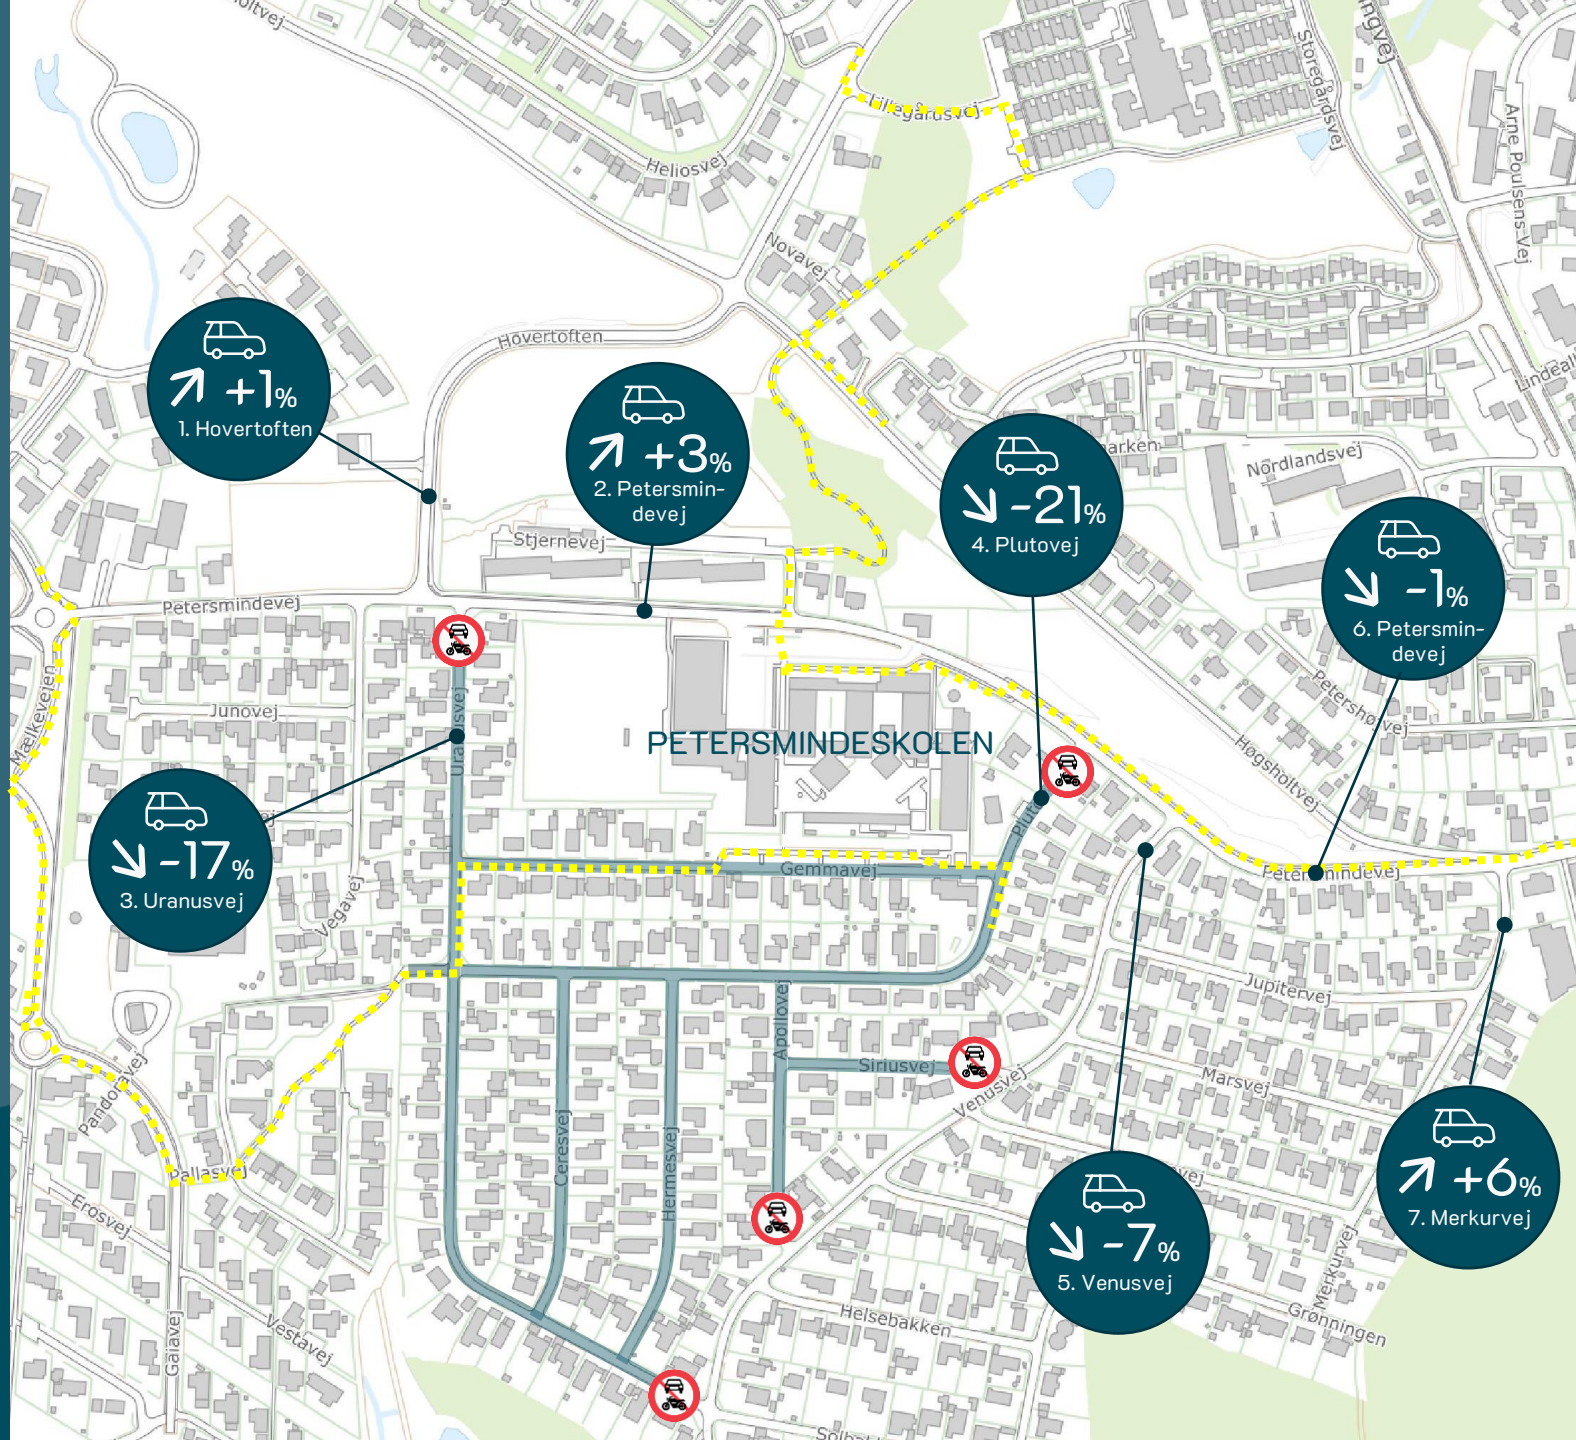 Heliosvej
Lillegårdsvej
Storegårdsvej
Arne Poulsens Vej
Novavej
Hovertoften
+1%
1. Hovertoften
+3%
2. Petersmin-
devej
-21%
4. Plutovej
Nordlandsvej
-1%
6. Petersmin-
devej
Stjernevej
Petersmindevej
Mælkevejen
Junovej
Uranusvej
PETERSMINDESKOLEN
Petershøjvej
Høgsholtvej
-17%
3. Uranusvej
Vegavej
Gemmavej
Petersmindevej
Jupitervej
Apollovej
Siriusvej
Venusvej
Marsvej
Pandoravej
Pallasvej
Erosvej
Ceresvej
Hermesvej
-7%
5. Venusvej
+6%
7. Merkurvej
Merkurvej
Grønningen
Helsebakken
Vestavej
Gaiavej